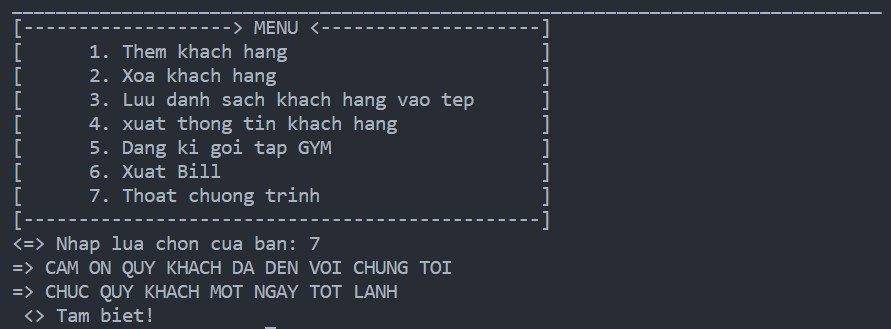 [-------------------> MENU <--------------------]
[      1. Them khach hang                       ]
[      2. Xoa khach hang                        ]
[      3. Luu danh sach khach hang vao tep      ]
[      4. xuat thong tin khach hang             ]
[      5. Dang ki goi tap GYM                   ]
[      6. Xuat Bill                             ]
[      7. Thoat chuong trinh                    ]
[-----------------------------------------------]
<=> Nhap lua chon cua ban: 7
=> CAM ON QUY KHACH DA DEN VOI CHUNG TOI
=> CHUC QUY KHACH MOT NGAY TOT LANH
 <> Tam biet!